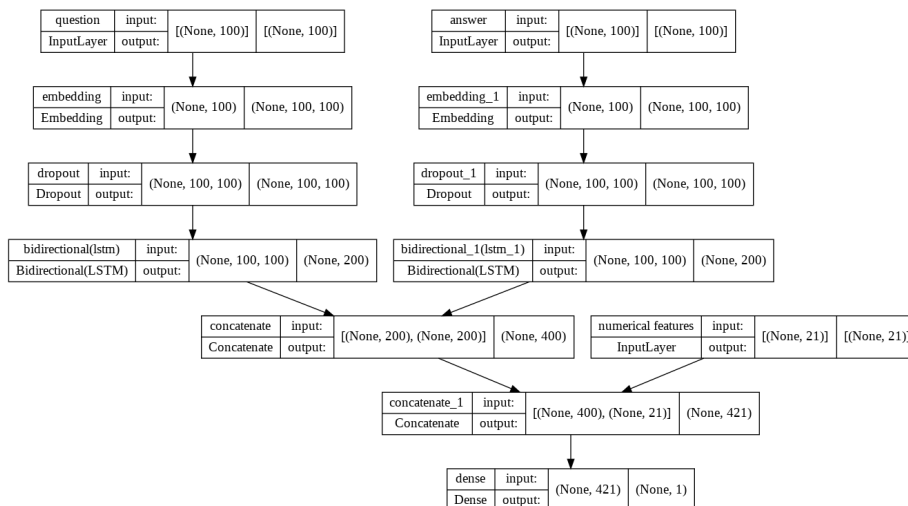 question input: [(None, 100)] [(None, 100)]
InputLayer output:
answer input: [(None, 100)] [(None, 100)]
InputLayer output:
embedding input: (None, 100) (None, 100, 100)
Embedding output:
embedding_1 input: (None, 100) (None, 100, 100)
Embedding output:
dropout input: (None, 100, 100) (None, 100, 100)
Dropout output:
dropout_1 input: (None, 100, 100) (None, 100, 100)
Dropout output:
bidirectional(lstm) input: (None, 100, 100) (None, 200)
Bidirectional(LSTM) output:
bidirectional_1(lstm_1) input: (None, 100, 100) (None, 200)
Bidirectional(LSTM) output:
concatenate input: [(None, 200), (None, 200)] (None, 400)
Concatenate output:
numerical features input: [(None, 21)] [(None, 21)]
InputLayer output:
concatenate_1 input: [(None, 400), (None, 21)] (None, 421)
Concatenate output:
dense input: (None, 421) (None, 1)
Dense output: